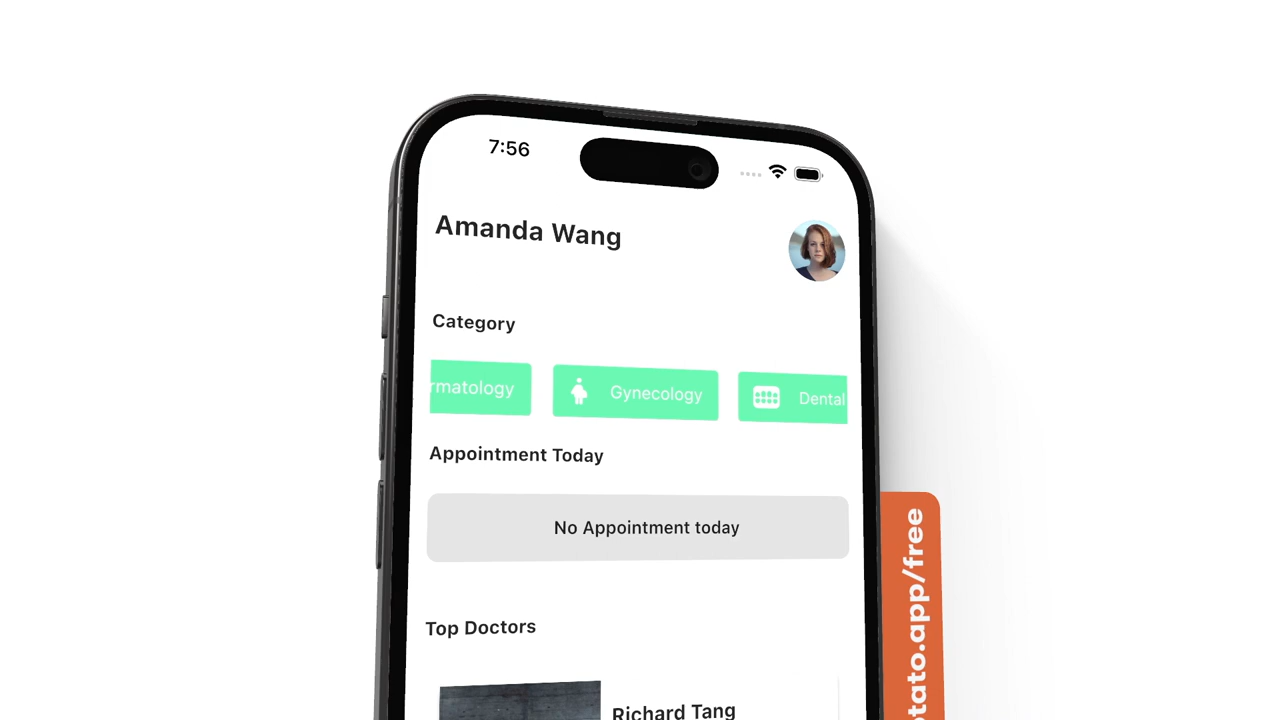 7:56
Amanda Wang
Category
rmatology
Gynecology
Dental
Appointment Today
No Appointment today
Top Doctors
Richard Tang
tato.app/free